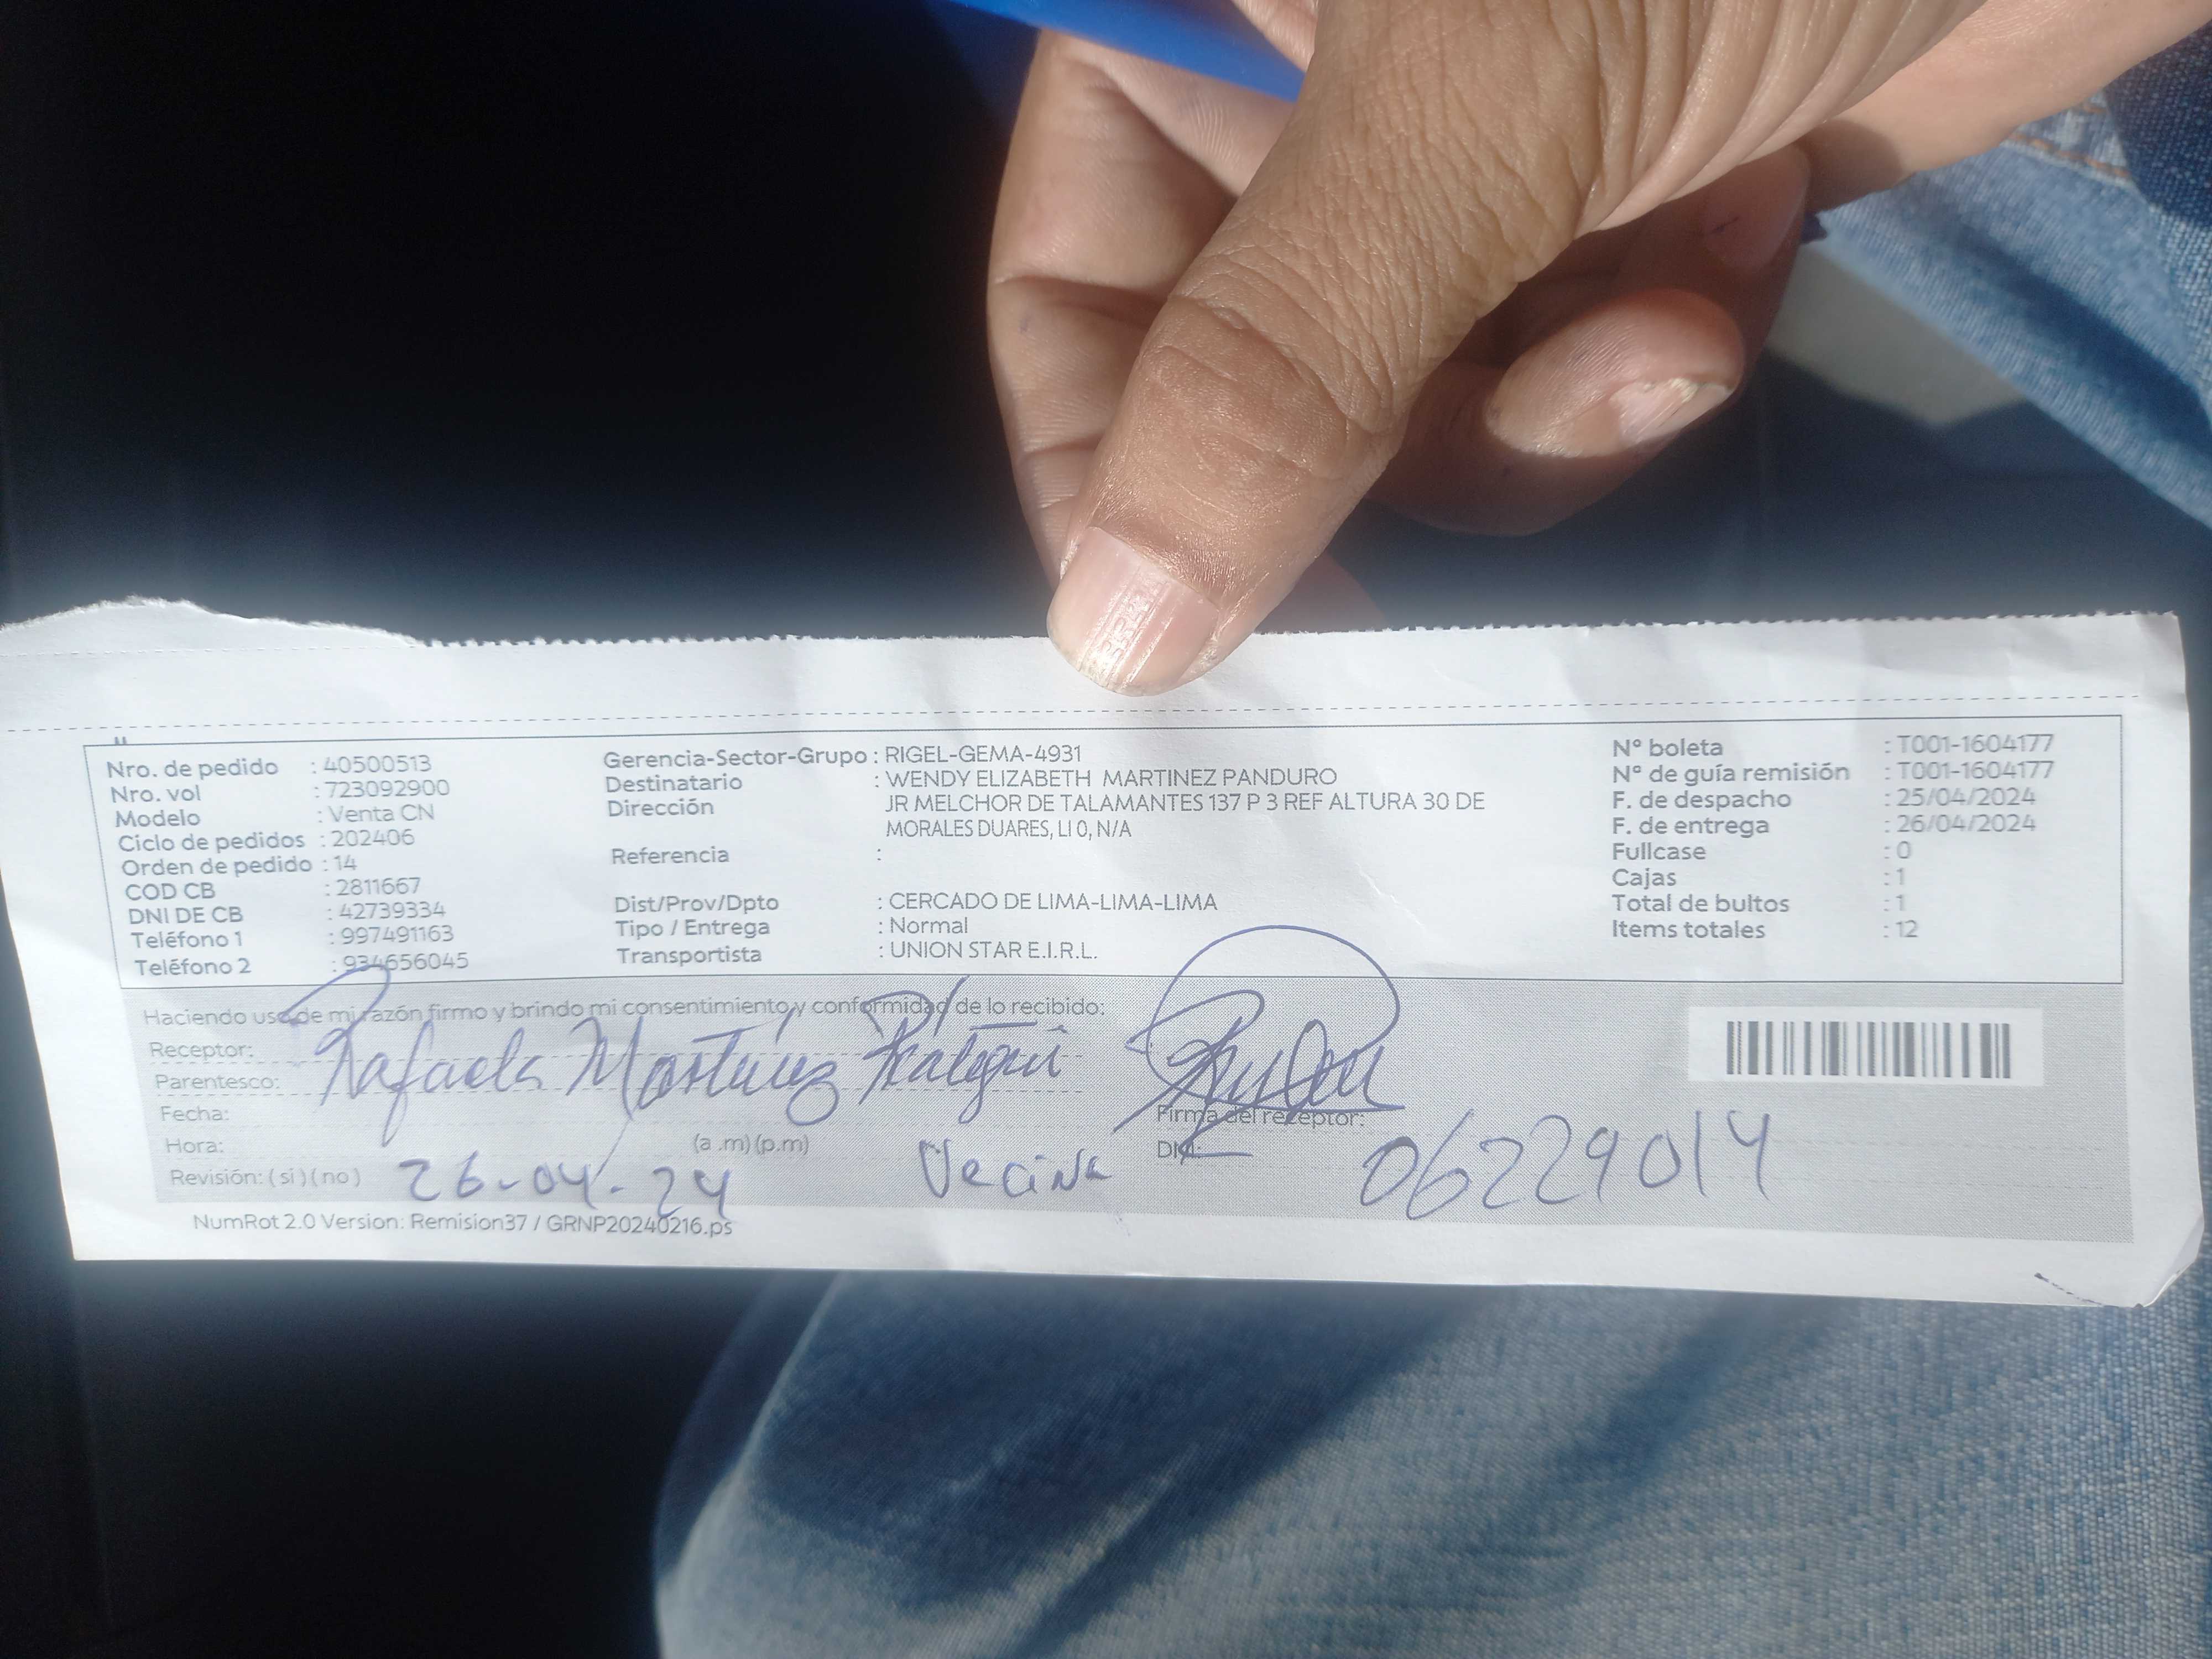 Nro. de pedido : 40500513
Nro. vol : 723092900
Modelo : Venta CN
Ciclo de pedidos : 202406
Orden de pedido : 14
COD CB : 2811667
DNI DE CB : 42739334
Teléfono 1 : 997491163
Teléfono 2 : 934656045
Gerencia-Sector-Grupo : RIGEL-GEMA-4931
Destinatario : WENDY ELIZABETH MARTINEZ PANDURO
Dirección JR MELCHOR DE TALAMANTES 137 P 3 REF ALTURA 30 DE
MORALES DUARES, LI 0, N/A
Referencia :
Dist/Prov/Dpto : CERCADO DE LIMA-LIMA-LIMA
Tipo / Entrega : Normal
Transportista : UNION STAR E.I.R.L.
N° boleta : T001-1604177
N° de guía remisión : T001-1604177
F. de despacho : 25/04/2024
F. de entrega : 26/04/2024
Fullcase : 0
Cajas : 1
Total de bultos : 1
Items totales : 12
Haciendo uso de mi razón firmo y brindo mi consentimiento y conformidad de lo recibido:
Receptor:
Parentesco: Rafaela Martínez
Fecha:
Firma del receptor:
Hora: (a .m) (p.m)
DNI: 06229014
Revisión: ( si ) ( no ) 26-04-24 Vecina
NumRot 2.0 Version: Remision37 / GRNP20240216.ps